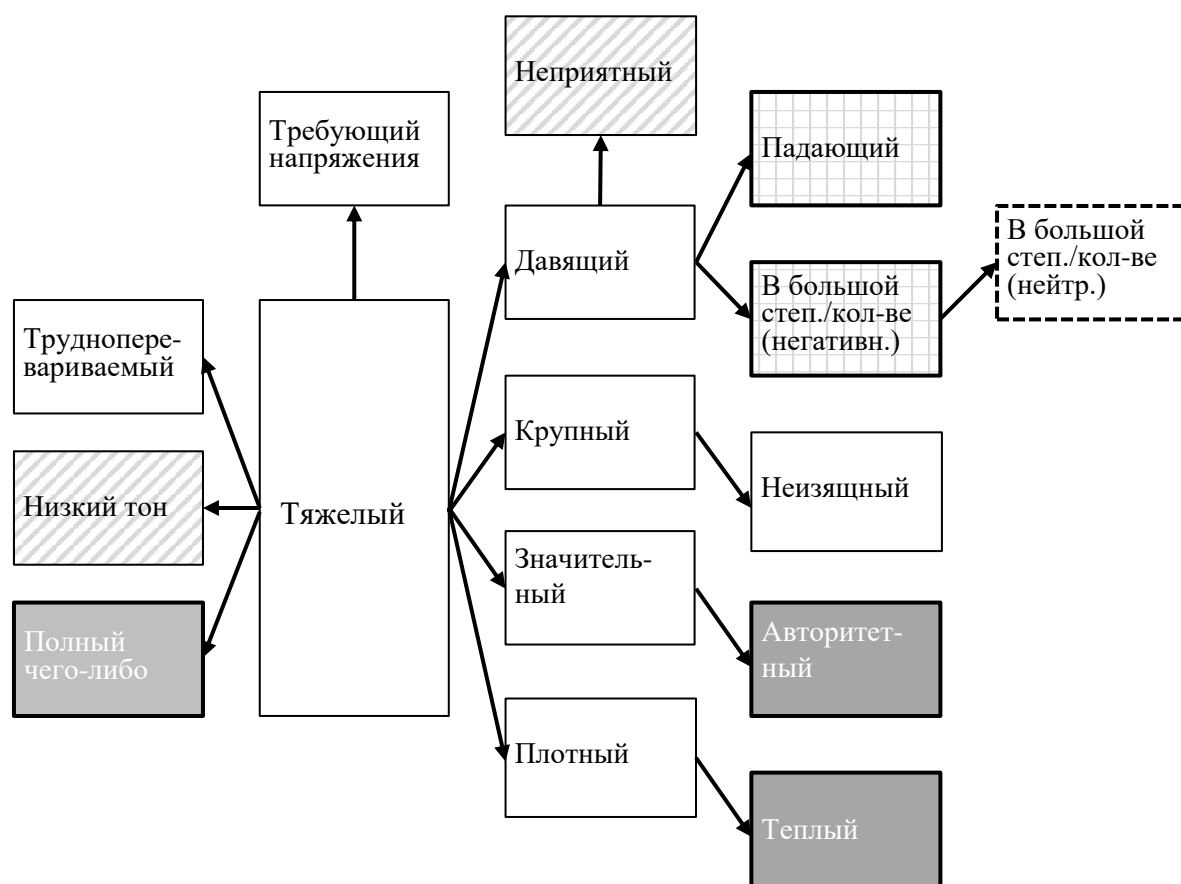 Неприятный
Требующий
напряжения
Падающий
Давящий
В большой
степ./кол-ве
(нейтр.)
В большой
степ./кол-ве
(негативн.)
Труднопере-
вариваемый
Крупный
Неизящный
Низкий тон
Тяжелый
Значитель-
ный
Полный
чего-либо
Авторитет-
ный
Плотный
Теплый